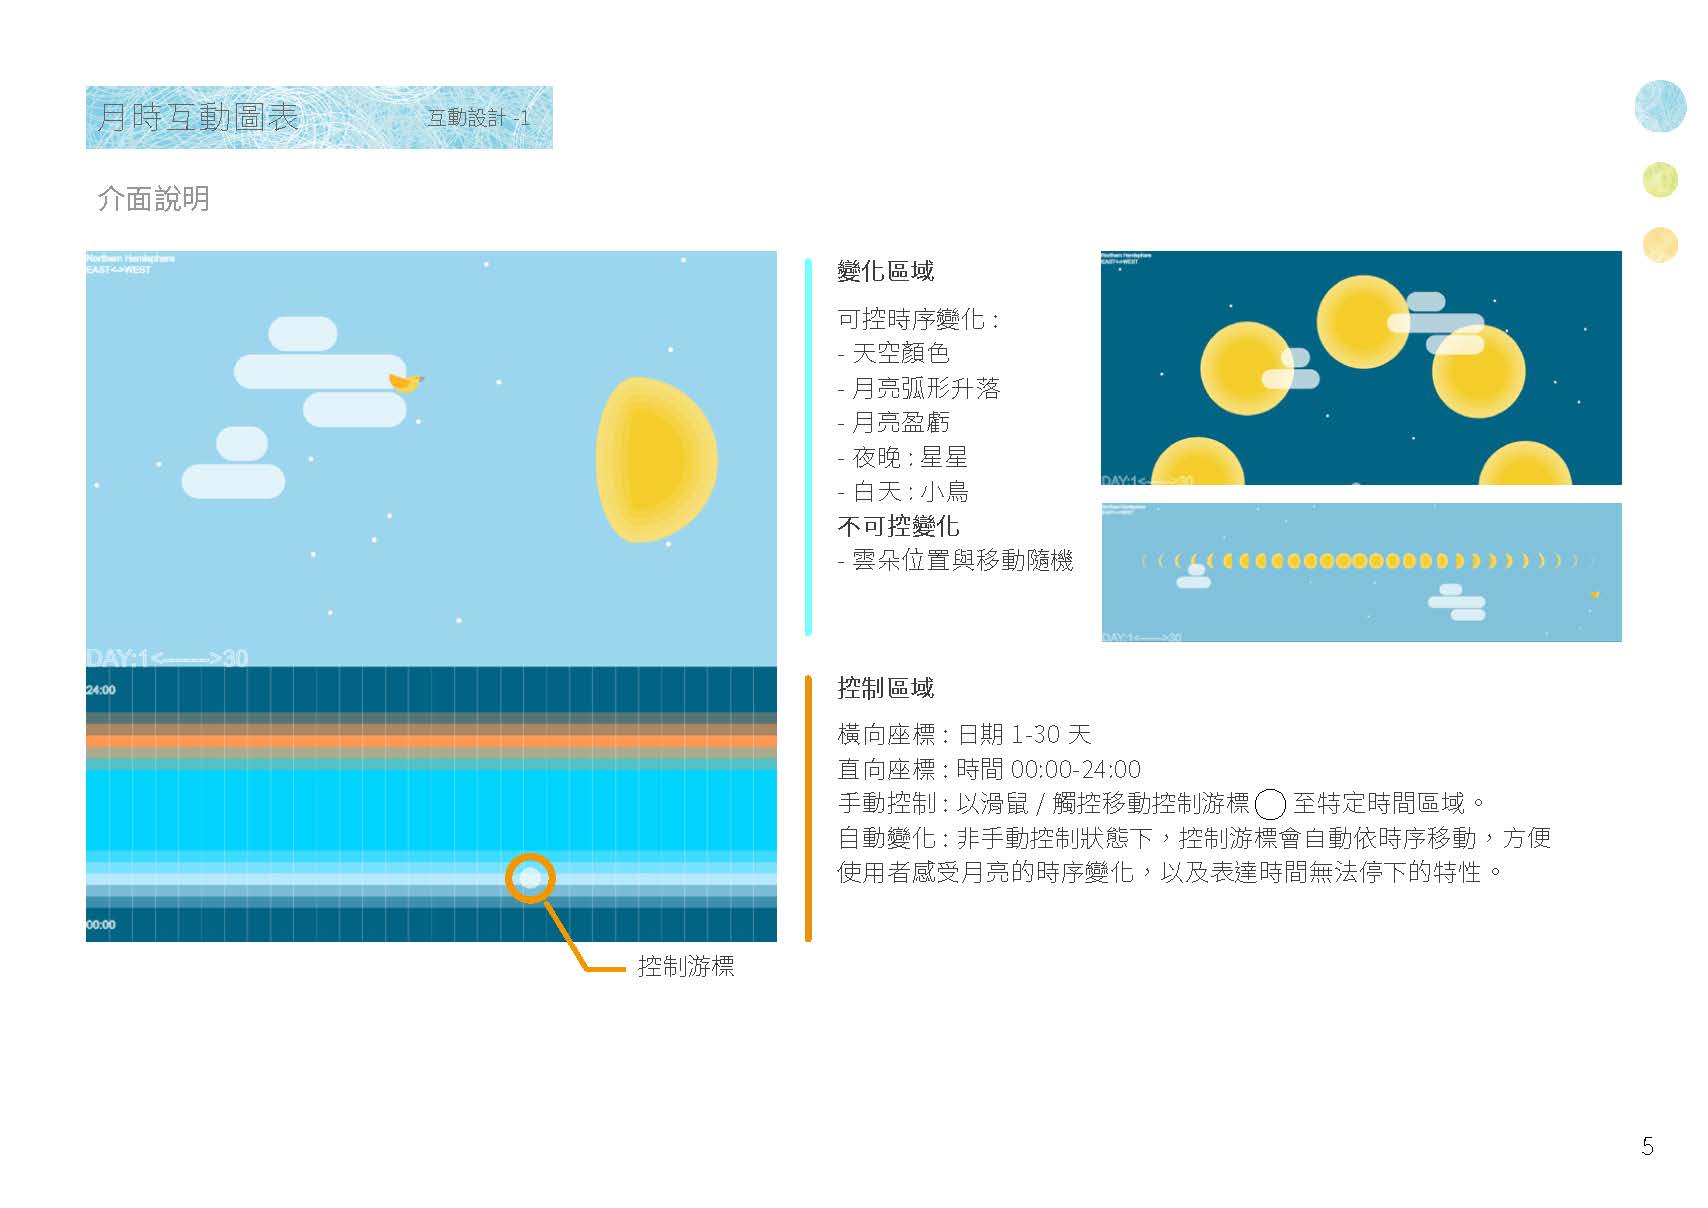 月時互動圖表
互動設計 -1
介面說明
Northern Hemisphere
EAST<->WEST
DAY:1<------->30
24:00
00:00
控制游標
變化區域
可控時序變化 :
- 天空顏色
- 月亮弧形升落
- 月亮盈虧
- 夜晚 : 星星
- 白天 : 小鳥
不可控變化
- 雲朵位置與移動隨機
Northern Hemisphere
EAST<->WEST
DAY:1<------->30
Northern Hemisphere
EAST<->WEST
DAY:1<------->30
控制區域
橫向座標 : 日期 1-30 天
直向座標 : 時間 00:00-24:00
手動控制 : 以滑鼠 / 觸控移動控制游標 至特定時間區域。
自動變化 : 非手動控制狀態下，控制游標會自動依時序移動，方便
使用者感受月亮的時序變化，以及表達時間無法停下的特性。
5